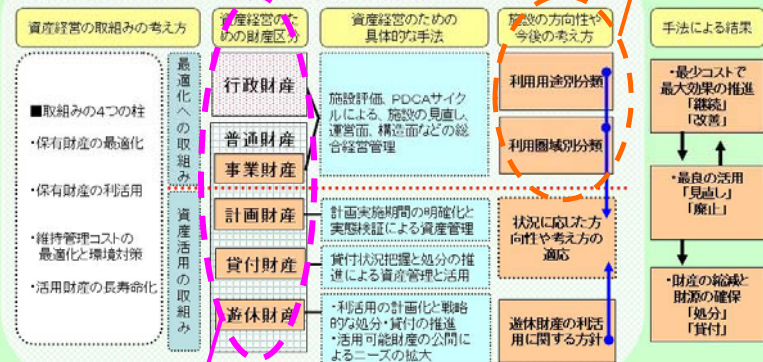 資産経営の取組みの考え方
■取組みの4つの柱
・保有財産の最適化
・保有財産の利活用
・維持管理コストの
最適化と環境対策
・活用財産の長寿命化
最適化への取組み
資産活用の取組み
資産経営のた
めの財産区分
行政財産
普通財産
事業財産
計画財産
貸付財産
遊休財産
資産経営のための
具体的な手法
施設評価、PDCAサイク
ルによる、施設の見直し、
運営面、構造面などの総
合経営管理
計画実施期間の明確化と
実態検証による資産管理
貸付状況把握と処分の推
進による資産管理と活用
・利活用の計画化と戦略
的な処分・貸付の推進
・活用可能財産の公開に
よるニーズの拡大
施設の方向性や
今後の考え方
利用用途別分類
利用圏域別分類
状況に応じた方
向性や考え方の
適応
遊休財産の利活
用に関する方針
手法による結果
・最少コストで
最大効果の推進
「継続」
「改善」
・最良の活用
「見直し」
「廃止」
・財産の縮減と
財源の確保
「処分」
「貸付」